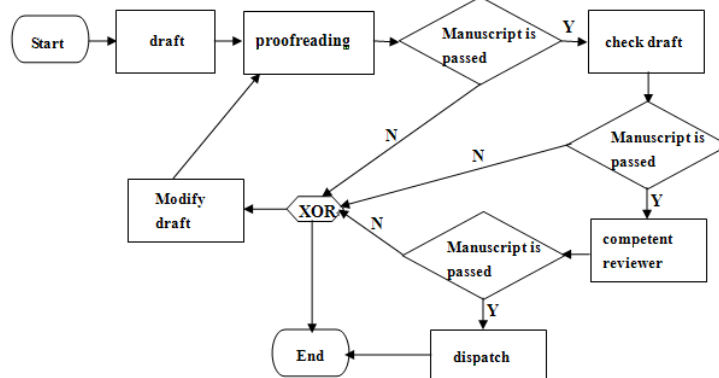 Start
draft
proofreading
Manuscript is
passed
Y
check draft
N
Manuscript is
passed
N
Y
Modify
draft
XOR
N
Manuscript is
passed
competent
reviewer
Y
End
dispatch